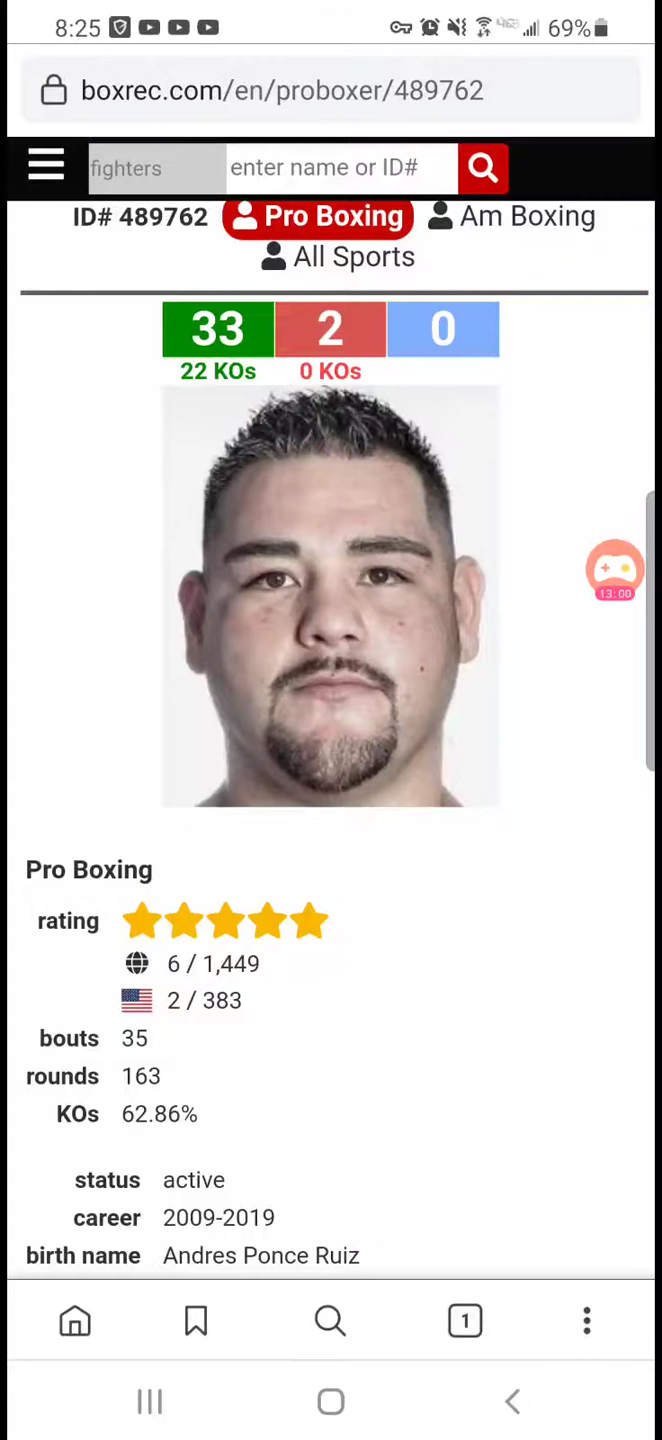 8:25 69%
boxrec.com/en/proboxer/489762
fighters enter name or ID#
ID# 489762 Pro Boxing Am Boxing
All Sports
33 2 0
22 KOs 0 KOs
13:00
Pro Boxing
rating
6 / 1,449
2 / 383
bouts 35
rounds 163
KOs 62.86%
status active
career 2009-2019
birth name Andres Ponce Ruiz
1